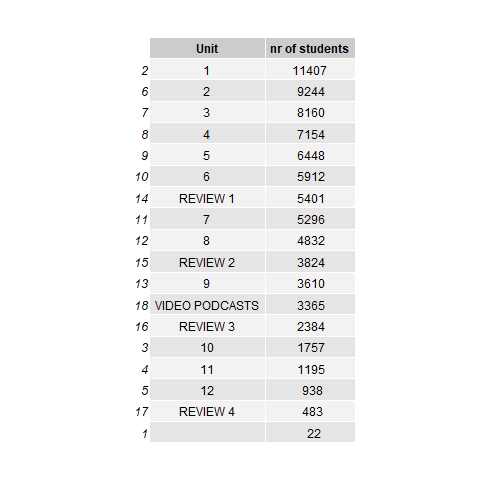 Unit nr of students
2 1 11407
6 2 9244
7 3 8160
8 4 7154
9 5 6448
10 6 5912
14 REVIEW 1 5401
11 7 5296
12 8 4832
15 REVIEW 2 3824
13 9 3610
18 VIDEO PODCASTS 3365
16 REVIEW 3 2384
3 10 1757
4 11 1195
5 12 938
17 REVIEW 4 483
1 22